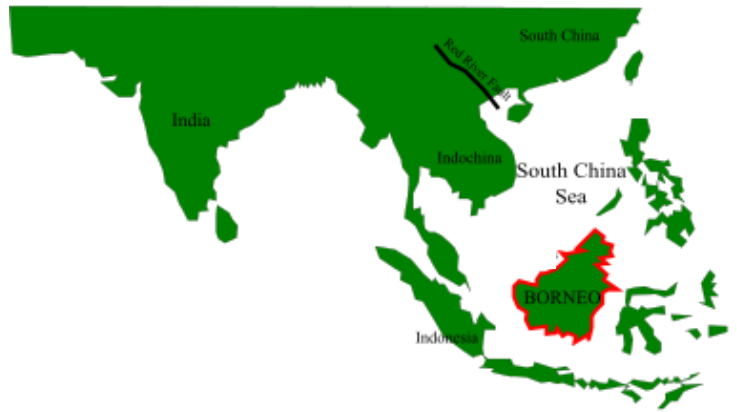 South China
Red River Fault
India
Indochina
South China
Sea
BORNEO
Indonesia